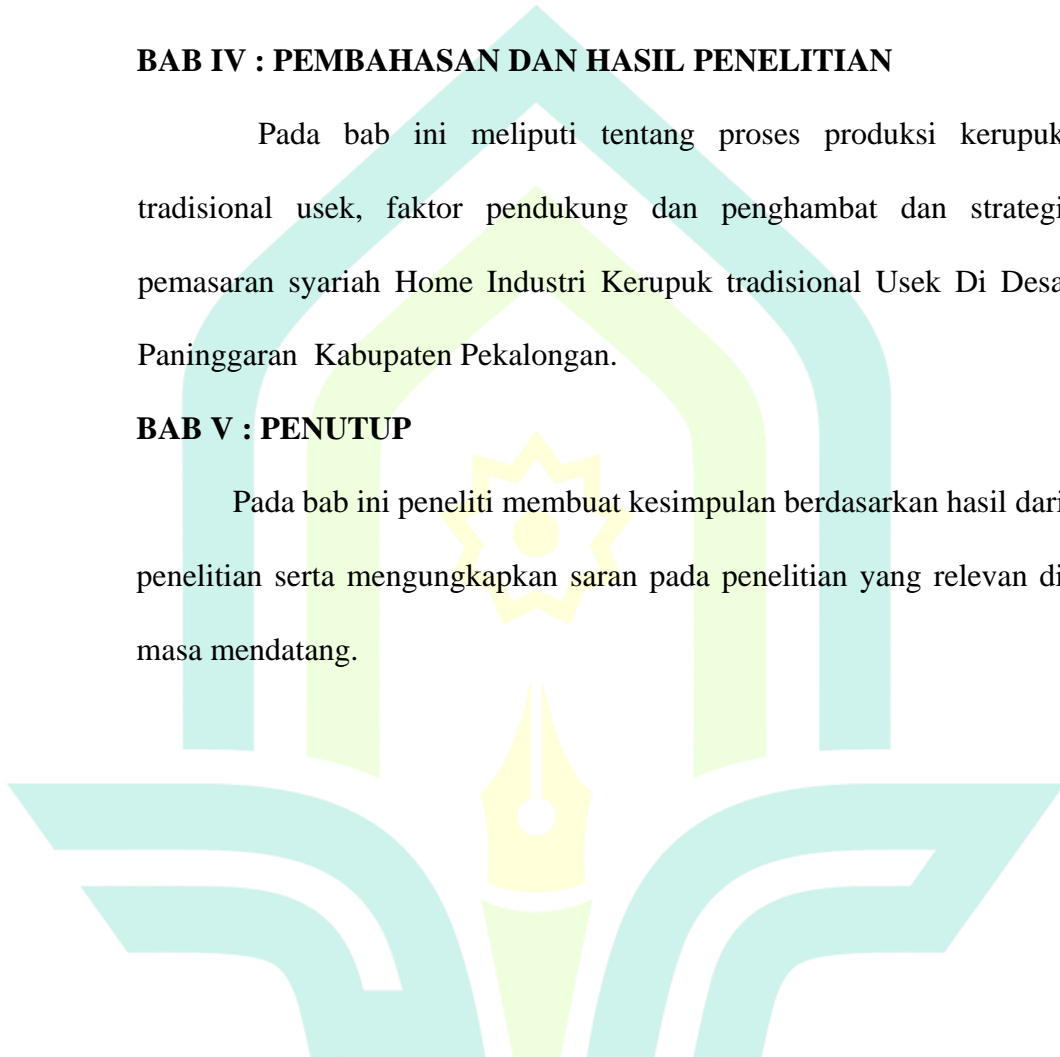 BAB IV : PEMBAHASAN DAN HASIL PENELITIAN
Pada bab ini meliputi tentang proses produksi kerupuk
tradisional usek, faktor pendukung dan penghambat dan strategi
pemasaran syariah Home Industri Kerupuk tradisional Usek Di Desa
Paninggaran Kabupaten Pekalongan.
BAB V : PENUTUP
Pada bab ini peneliti membuat kesimpulan berdasarkan hasil dari
penelitian serta mengungkapkan saran pada penelitian yang relevan di
masa mendatang.